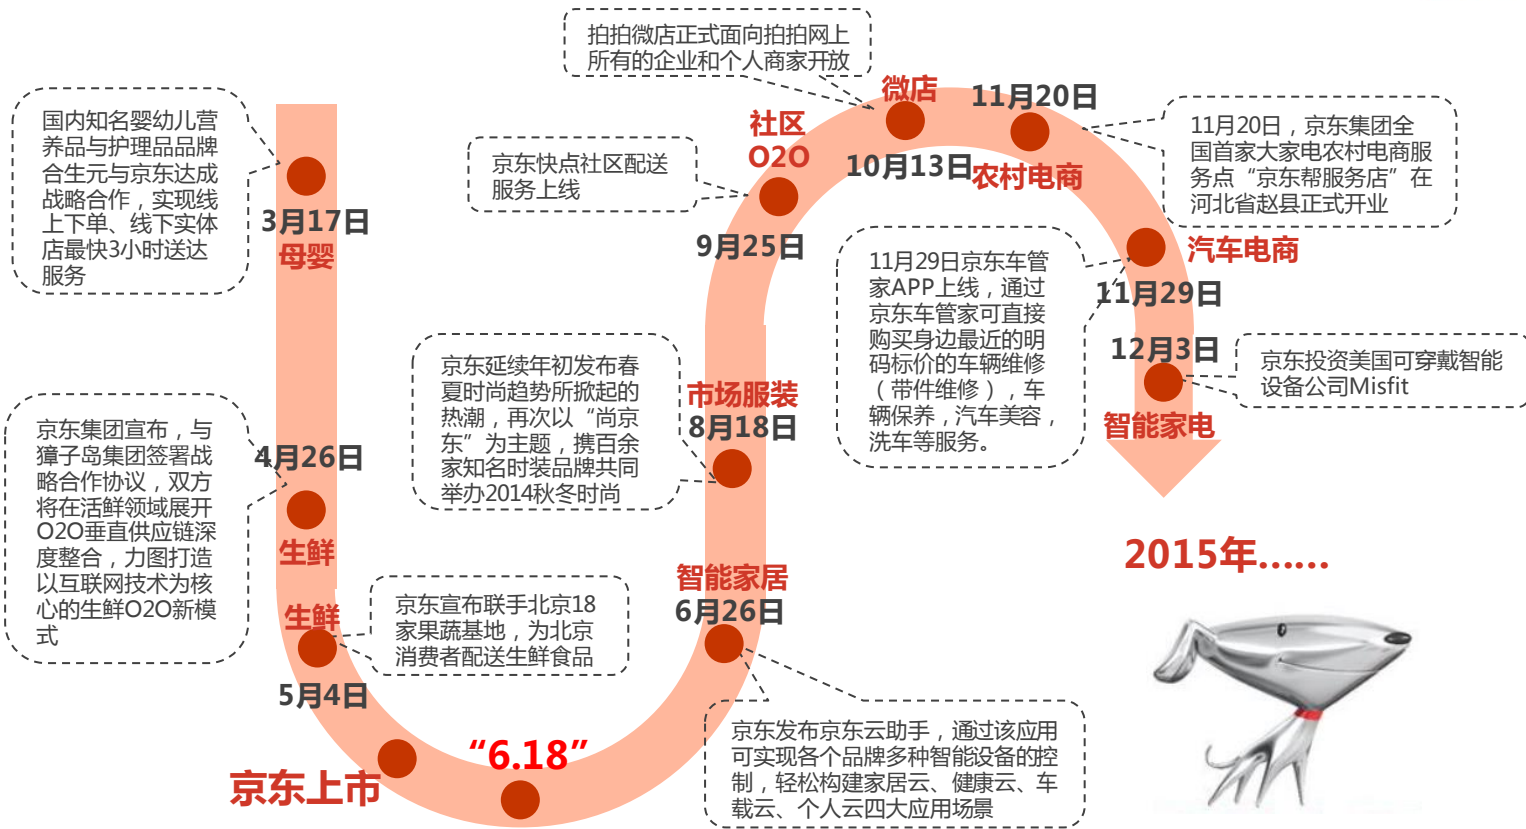 国内知名婴幼儿营
养品与护理品品牌
合生元与京东达成
战略合作，实现线
上下单、线下实体
店最快3小时送达
服务
3月17日
母婴
京东集团宣布，与
獐子岛集团签署战
略合作协议，双方
将在活鲜领域展开
O2O垂直供应链深
度整合，力图打造
以互联网技术为核
心的生鲜O2O新模
式
4月26日
生鲜
生鲜
5月4日
京东宣布联手北京18
家果蔬基地，为北京
消费者配送生鲜食品
京东上市
“6.18”
智能家居
6月26日
京东发布京东云助手，通过该应用
可实现各个品牌多种智能设备的控
制，轻松构建家居云、健康云、车
载云、个人云四大应用场景
京东延续年初发布春
夏时尚趋势所掀起的
热潮，再次以“尚京
东”为主题，携百余
家知名时装品牌共同
举办2014秋冬时尚
市场服装
8月18日
京东快点社区配送
服务上线
社区
O2O
9月25日
拍拍微店正式面向拍拍网上
所有的企业和个人商家开放
微店
10月13日
11月20日
农村电商
11月20日，京东集团全
国首家大家电农村电商服
务点“京东帮服务店”在
河北省赵县正式开业
11月29日京东车管
家APP上线，通过
京东车管家可直接
购买身边最近的明
码标价的车辆维修
（带件维修），车
辆保养，汽车美容，
洗车等服务。
汽车电商
11月29日
12月3日
智能家电
京东投资美国可穿戴智能
设备公司Misfit
2015年……